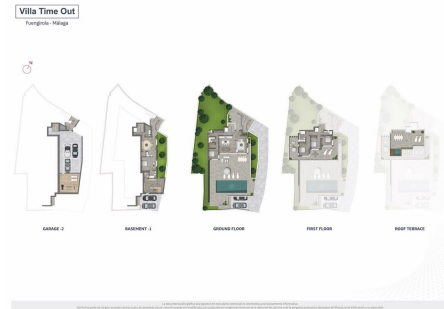 Villa Time Out
Fuengirola - Málaga
N
GARAGE -2
BASEMENT -1
GROUND FLOOR
FIRST FLOOR
ROOF TERRACE